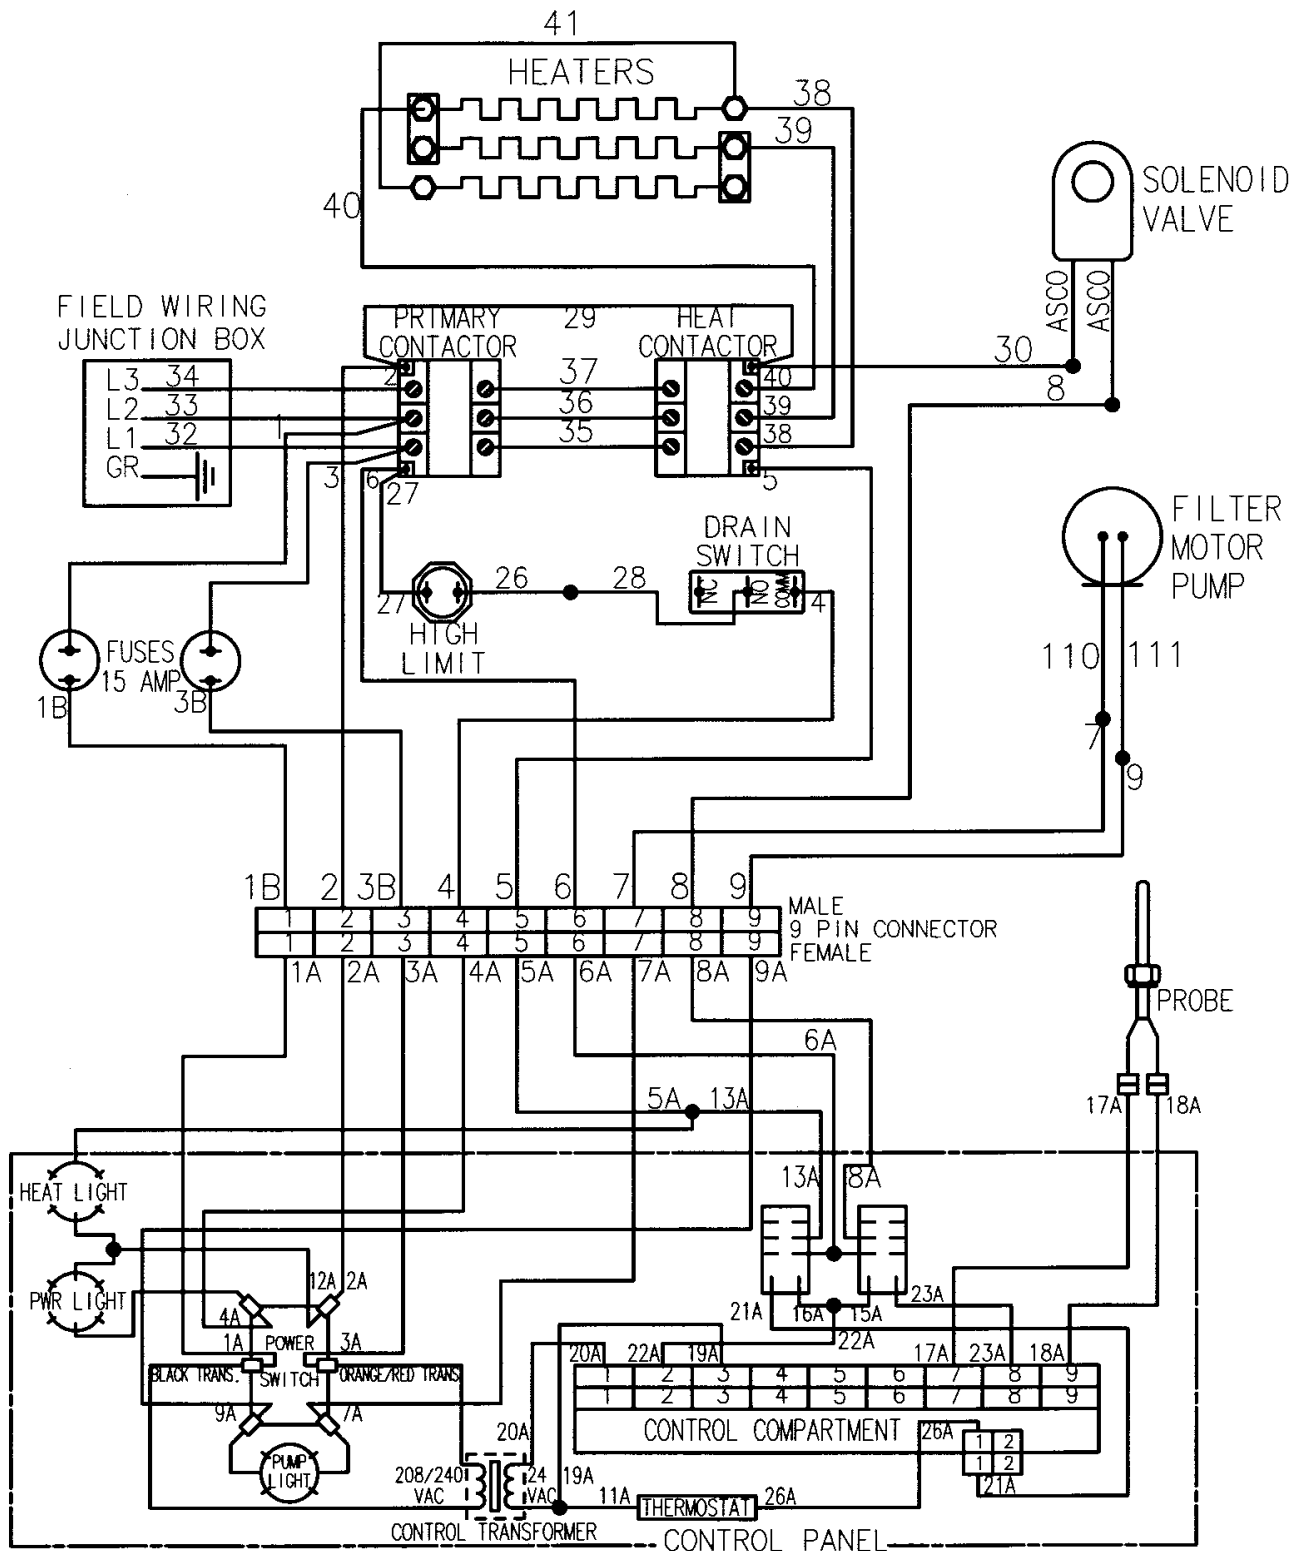 41
HEATERS
38
39
40
SOLENOID
VALVE
ASCO
ASCO
FIELD WIRING
JUNCTION BOX
PRIMARY
CONTACTOR
29
HEAT
CONTACTOR
30
8
L3 34
L2 33
L1 32
GR
1
3
2
6
27
37
36
35
40
39
38
5
FILTER
MOTOR
PUMP
DRAIN
SWITCH
NC
NO
COMM
4
27
26
28
HIGH
LIMIT
FUSES
15 AMP
1B
3B
110
111
7
9
1B 2 3B 4 5 6 7 8 9
1 2 3 4 5 6 7 8 9
1 2 3 4 5 6 7 8 9
MALE
9 PIN CONNECTOR
FEMALE
1A 2A 3A 4A 5A 6A 7A 8A 9A
PROBE
6A
5A
13A
17A
18A
13A
8A
HEAT LIGHT
PWR LIGHT
12A
2A
4A
1A
POWER
SWITCH
3A
BLACK TRANS.
ORANGE/RED TRANS
9A
7A
PUMP
LIGHT
21A
16A
15A
23A
22A
20A 22A 19A 17A 23A 18A
1 2 3 4 5 6 7 8 9
1 2 3 4 5 6 7 8 9
CONTROL COMPARTMENT
26A
1 2
1 2
21A
20A
208/240
VAC
24
VAC
19A
11A
THERMOSTAT
26A
CONTROL TRANSFORMER
CONTROL PANEL